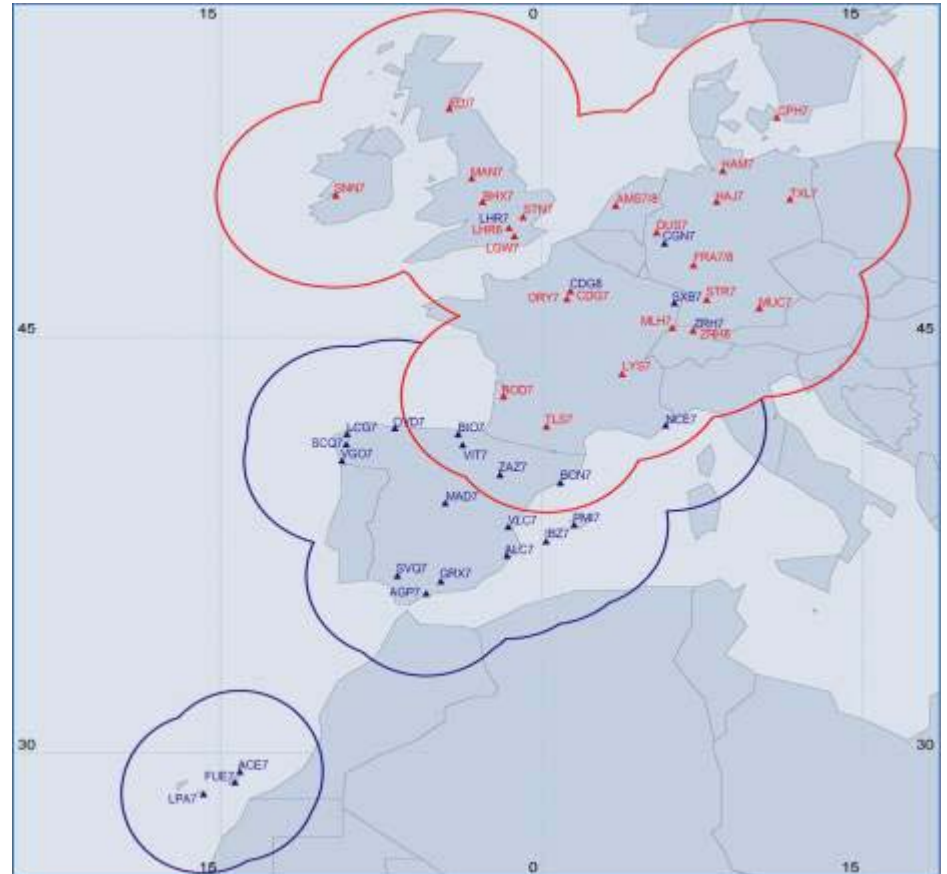 15 0 15
EDI7
CPH7
MAN7
HAM7
SNN7
BHX7
STN7
AMS7/8
HAJ7
TXL7
LHR7
LHR8
LGW7
DUS7
CGN7
FRA7/8
CDG8
ORY7 CDG7
SXB7
STR7
MUC7
MLH7
ZRH7
ZRH8
45 45
LYS7
BOD7
TLS7
NCE7
LCG7
OVD7
BIO7
SCQ7
VIT7
VGO7
ZAZ7
BCN7
MAD7
VLC7
PMI7
IBZ7
ALC7
SVQ7
GRX7
AGP7
30 30
ACE7
FUE7
LPA7
15 0 15